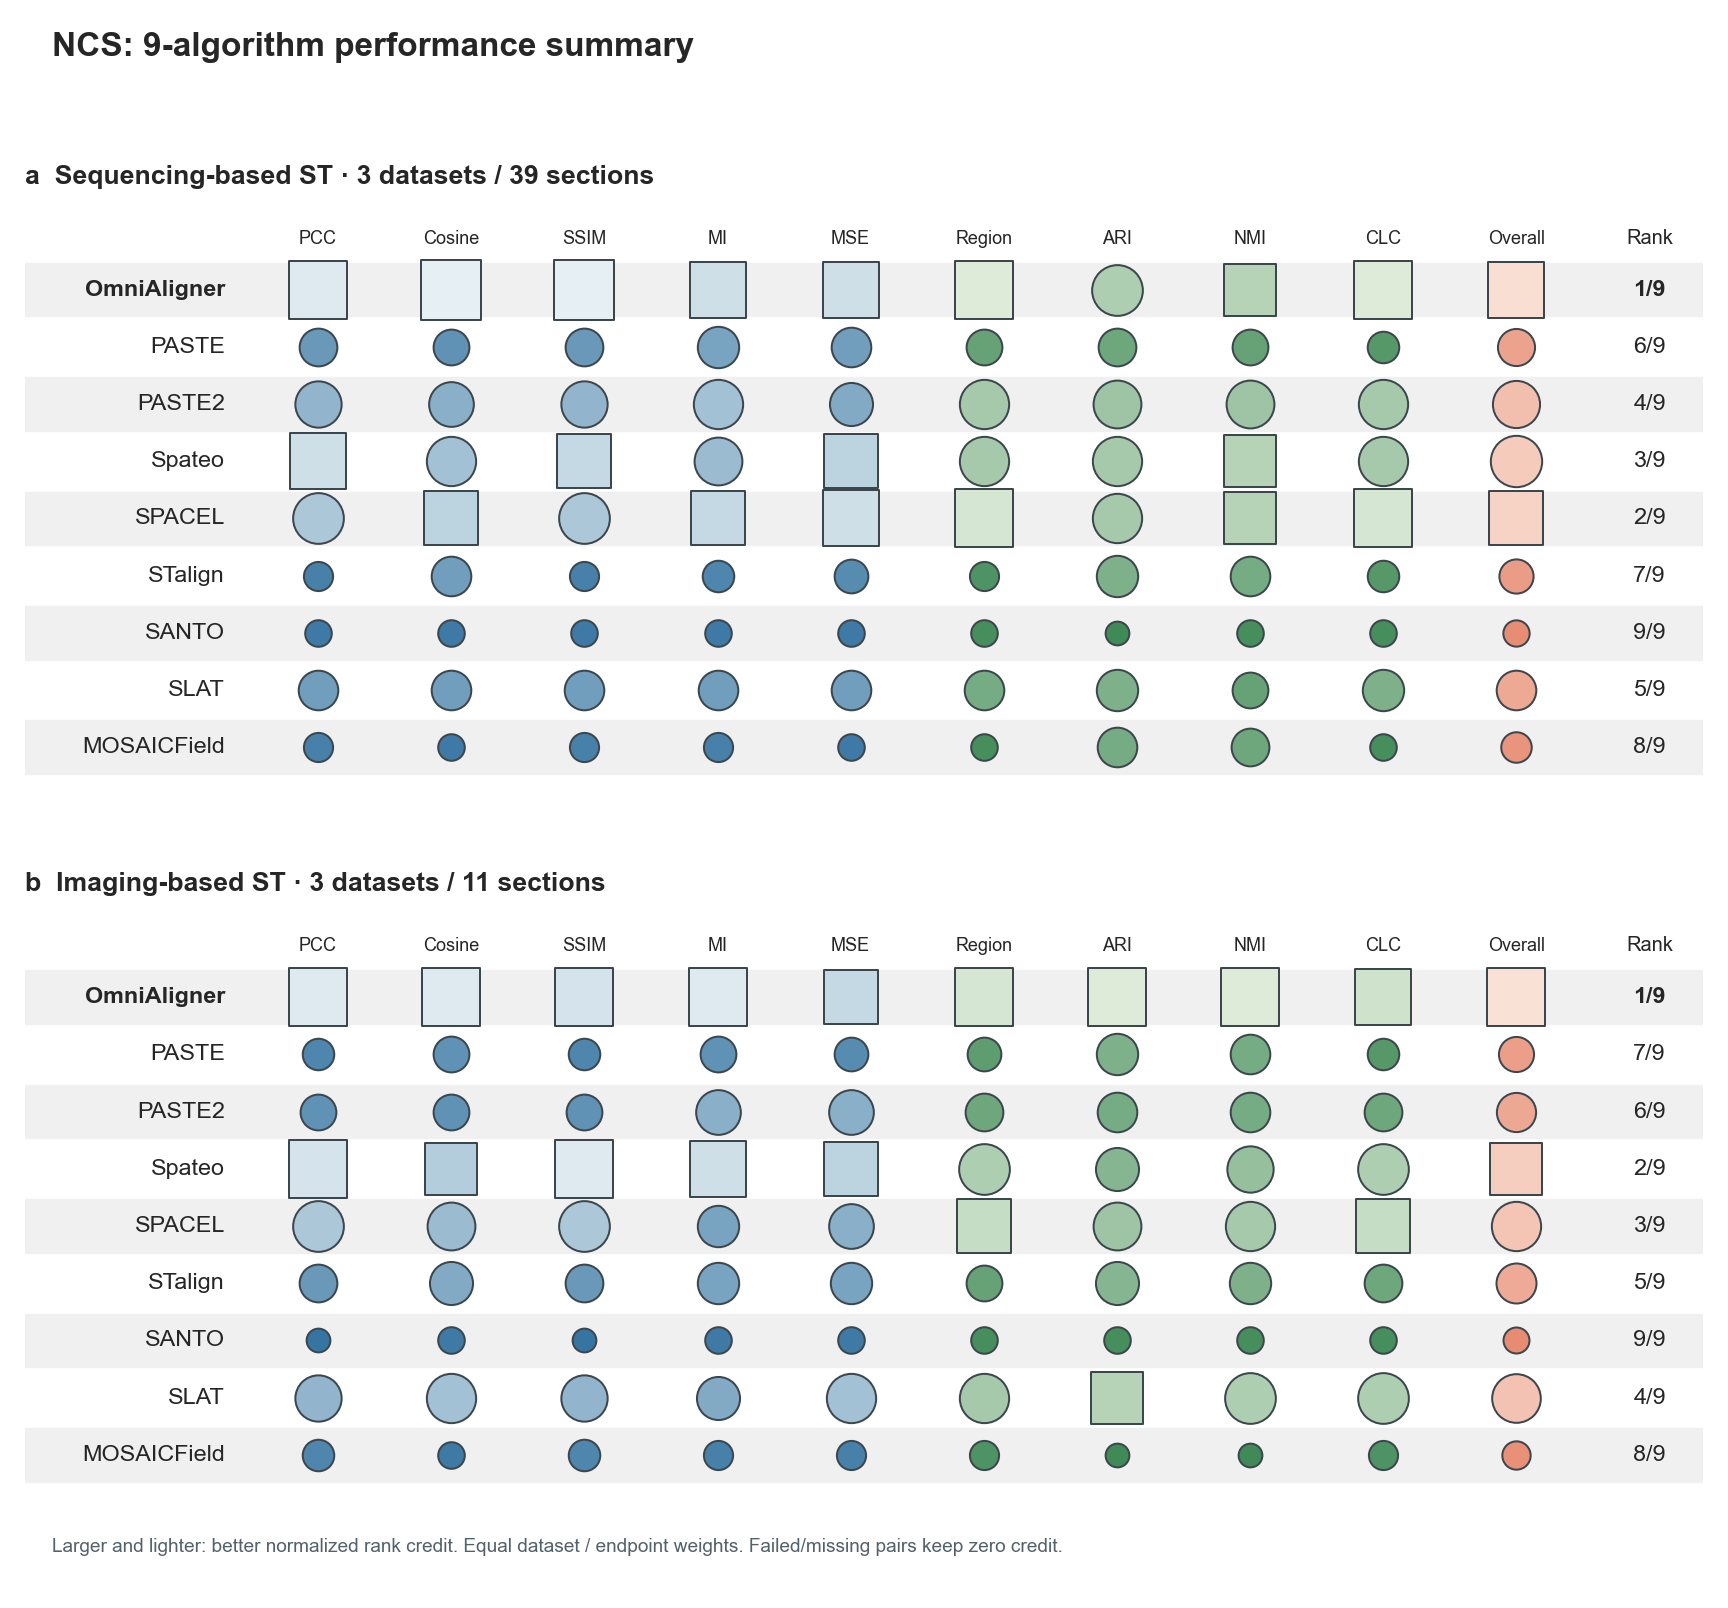 NCS: 9-algorithm performance summary
a Sequencing-based ST · 3 datasets / 39 sections
PCC Cosine SSIM MI MSE Region ARI NMI CLC Overall Rank
OmniAligner 1/9
PASTE 6/9
PASTE2 4/9
Spateo 3/9
SPACEL 2/9
STalign 7/9
SANTO 9/9
SLAT 5/9
MOSAICField 8/9
b Imaging-based ST · 3 datasets / 11 sections
PCC Cosine SSIM MI MSE Region ARI NMI CLC Overall Rank
OmniAligner 1/9
PASTE 7/9
PASTE2 6/9
Spateo 2/9
SPACEL 3/9
STalign 5/9
SANTO 9/9
SLAT 4/9
MOSAICField 8/9
Larger and lighter: better normalized rank credit. Equal dataset / endpoint weights. Failed/missing pairs keep zero credit.